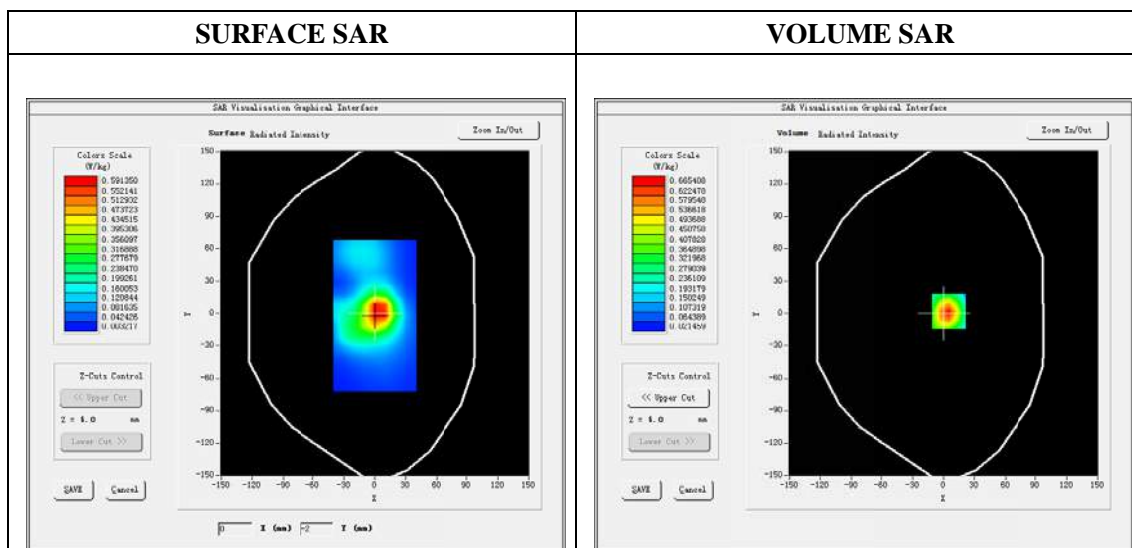 SURFACE SAR
VOLUME SAR
SAR Visualisation Graphical Interface
Surface Radiated Intensity
Zoom In/Out
Colors Scale
(W/kg)
0.591350
0.552141
0.512932
0.473723
0.434515
0.395306
0.356097
0.316888
0.277679
0.238470
0.199261
0.160053
0.120844
0.081635
0.042426
0.003217
150
120
90
60
30
0
-30
-60
-90
-120
-150
Y
-150 -120 -90 -60 -30 0 30 60 90 120 150
X
Z-Cuts Control
<< Upper Cut
Z = 4.0 mm
Lower Cut >>
SAVE
Cancel
0 X (mm) -2 Y (mm)
SAR Visualisation Graphical Interface
Volume Radiated Intensity
Zoom In/Out
Colors Scale
(W/kg)
0.665408
0.622478
0.579548
0.536618
0.493688
0.450758
0.407828
0.364898
0.321968
0.279039
0.236109
0.193179
0.150249
0.107319
0.064389
0.021459
150
120
90
60
30
0
-30
-60
-90
-120
-150
Y
-150 -120 -90 -60 -30 0 30 60 90 120 150
X
Z-Cuts Control
<< Upper Cut
Z = 4.0 mm
Lower Cut >>
SAVE
Cancel